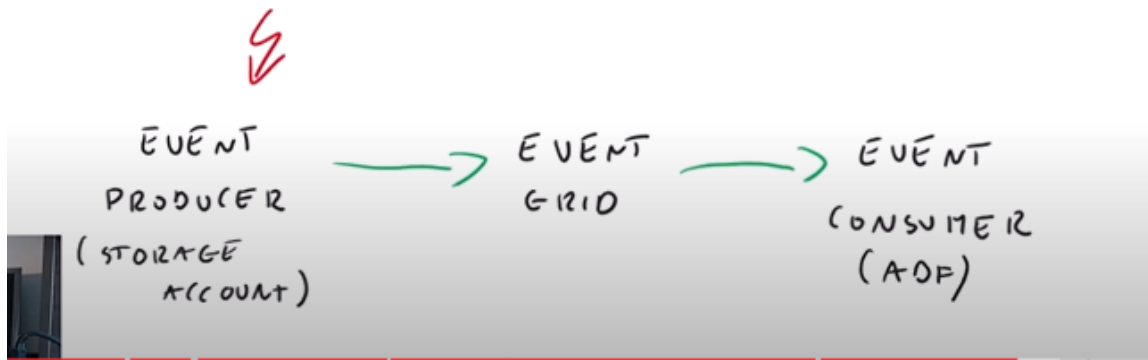 EVENT
PRODUCER
(STORAGE
ACCOUNT)
EVENT
GRID
EVENT
CONSUMER
(ADF)